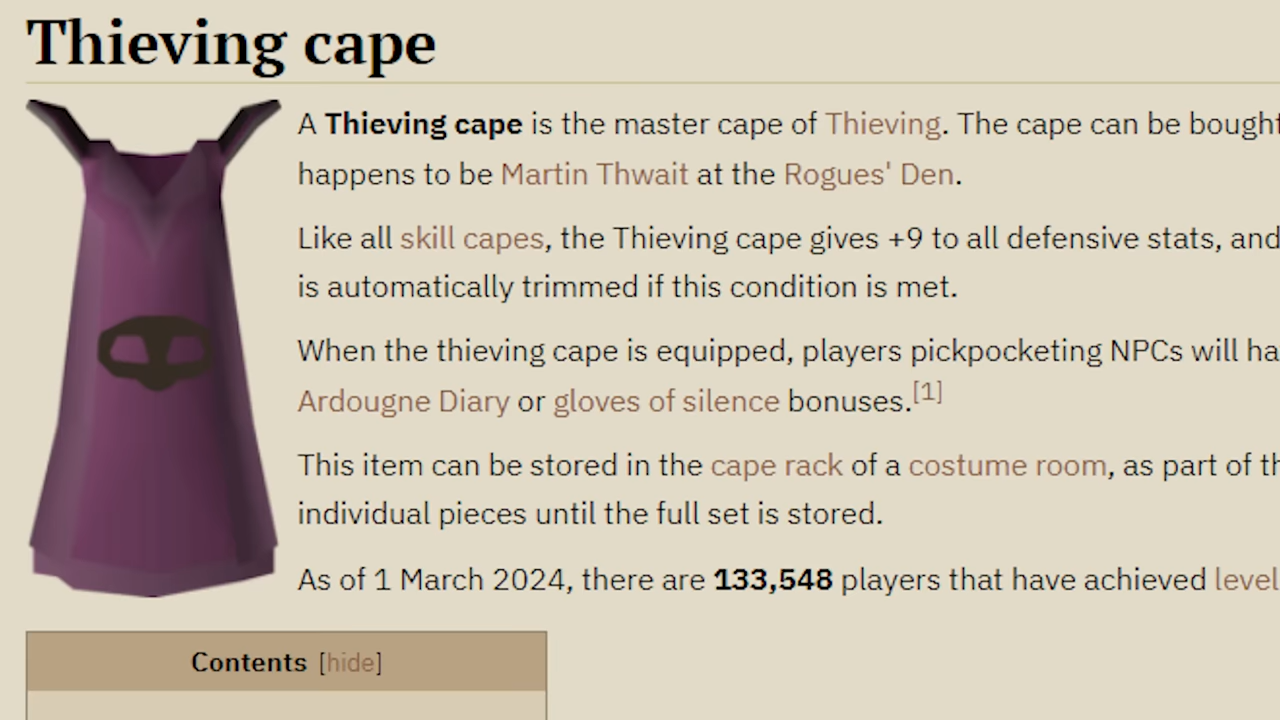 Thieving cape
A Thieving cape is the master cape of Thieving. The cape can be bought
happens to be Martin Thwait at the Rogues' Den.
Like all skill capes, the Thieving cape gives +9 to all defensive stats, and
is automatically trimmed if this condition is met.
When the thieving cape is equipped, players pickpocketing NPCs will ha
Ardougne Diary or gloves of silence bonuses.[1]
This item can be stored in the cape rack of a costume room, as part of th
individual pieces until the full set is stored.
As of 1 March 2024, there are 133,548 players that have achieved level
Contents [hide]